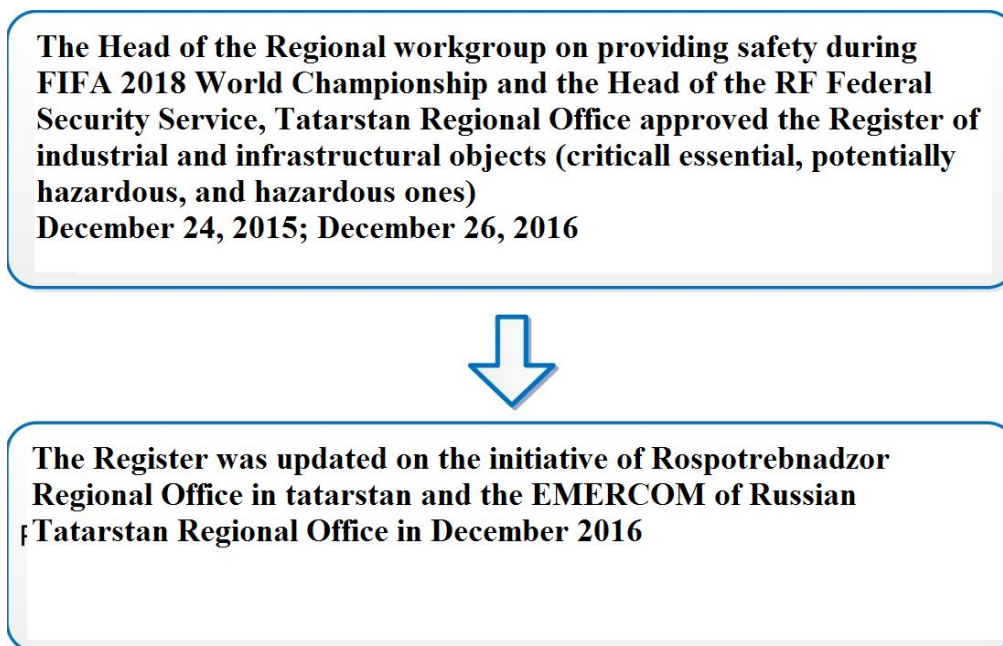 The Head of the Regional workgroup on providing safety during
FIFA 2018 World Championship and the Head of the RF Federal
Security Service, Tatarstan Regional Office approved the Register of
industrial and infrastructural objects (criticall essential, potentially
hazardous, and hazardous ones)
December 24, 2015; December 26, 2016
The Register was updated on the initiative of Rospotrebnadzor
Regional Office in tatarstan and the EMERCOM of Russian
Tatarstan Regional Office in December 2016